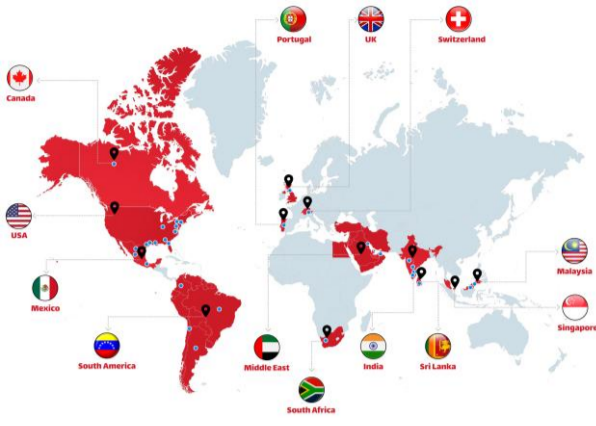 Portugal
UK
Switzerland
Canada
USA
Malaysia
Mexico
Singapore
South America
Middle East
India
Sri Lanka
South Africa